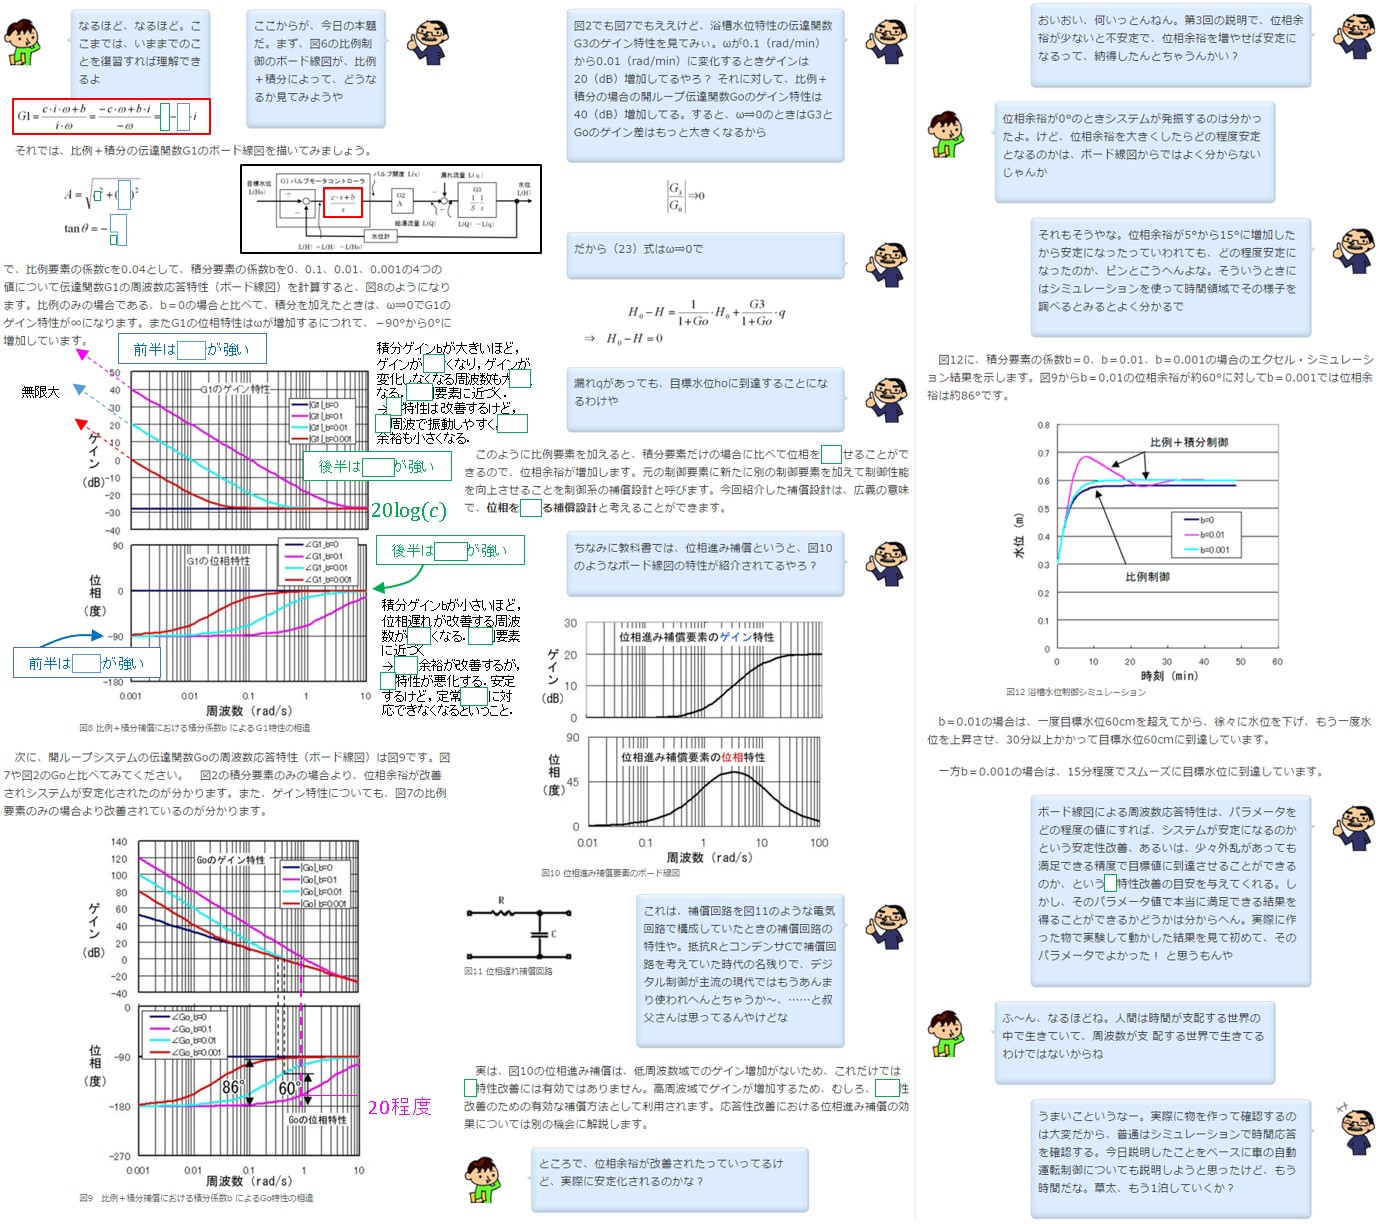 なるほど、なるほど。こ
こまでは、いままでのこ
とを復習すれば理解でき
るよ
ここからが、今日の本題
だ。まず、図6の比例制
御のボード線図が、比例
＋積分によって、どうな
るか見てみようや
G1 = (c·i·ω+b)/(i·ω) = (−c·ω+b·i)/(−ω) = □ − □ · i
それでは、比例＋積分の伝達関数G1のボード線図を描いてみましょう。
A = √(□² + (□)²)
tan θ = −□/□
目標水位
L(Ho)
G1 バルブモータコントローラ
バルブ開度 L(x)
漏れ流量 L(q)
水位
L(H)
c·s+b
s
G2
A
G3
1 1
S s
給湯流量 L(Q)
L(Q) −L(q)
水位計
L(H) =L(H) −L(Ho)
で、比例要素の係数cを0.04として、積分要素の係数bを0、0.1、0.01、0.001の4つの
値について伝達関数G1の周波数応答特性（ボード線図）を計算すると、図8のようになり
ます。比例のみの場合である、b＝0の場合と比べて、積分を加えたときは、ω⇒0でG1の
ゲイン特性が∞になります。またG1の位相特性はωが増加するにつれて、－90°から0°に
増加しています。
前半は□が強い
無限大
積分ゲインbが大きいほど，
ゲインが□くなり，ゲインが
変化しなくなる周波数も大□
なる．□要素に近づく．
→□特性は改善するけど，
□周波で振動しやすく，□
余裕も小さくなる．
後半は□が強い
20log(c)
G1のゲイン特性
|G1|_b=0
|G1|_b=0.1
|G1|_b=0.01
|G1|_b=0.001
ゲイン(dB)
50
40
30
20
10
0
−10
−20
−30
−40
後半は□が強い
G1の位相特性
∠G1_b=0
∠G1_b=0.1
∠G1_b=0.01
∠G1_b=0.001
位相(度)
90
0
−90
−180
前半は□が強い
積分ゲインbが小さいほど，
位相遅れが改善する周波
数が□くなる．□要素
に近づく
→□余裕が改善するが，
□特性が悪化する．安定
するけど，定常□に対
応できなくなるということ．
0.001 0.01 0.1 1 10
周波数（rad/s）
図8 比例＋積分補償における積分係数b によるG1特性の相違
次に、開ループシステムの伝達関数Goの周波数応答特性（ボード線図）は図9です。図
7や図2のGoと比べてみてください。　図2の積分要素のみの場合より、位相余裕が改善
されシステムが安定化されたのが分かります。また、ゲイン特性についても、図7の比例
要素のみの場合より改善されているのが分かります。
Goのゲイン特性
|Go|_b=0
|Go|_b=0.1
|Go|_b=0.01
|Go|_b=0.001
ゲイン(dB)
140
120
100
80
60
40
20
0
−20
−40
∠Go_b=0
∠Go_b=0.1
∠Go_b=0.01
∠Go_b=0.001
位相(度)
0
−90
−180
−270
86°
60°
Goの位相特性
20程度
0.001 0.01 0.1 1 10
周波数（rad/s）
図9　比例＋積分補償における積分係数b によるGo特性の相違
図2でも図7でもええけど、浴槽水位特性の伝達関数
G3のゲイン特性を見てみい。ωが0.1（rad/min）
から0.01（rad/min）に変化するときゲインは
20（dB）増加してるやろ？ それに対して、比例＋
積分の場合の開ループ伝達関数Goのゲイン特性は
40（dB）増加してる。すると、ω⇒0のときはG3と
Goのゲイン差はもっと大きくなるから
|G3/G0|⇒0
だから（23）式はω⇒0で
H0−H = 1/(1+Go)·H0 + G3/(1+Go)·q
⇒ H0−H=0
漏れqがあっても、目標水位hoに到達することにな
るわけや
このように比例要素を加えると、積分要素だけの場合に比べて位相を□せることがで
きるので、位相余裕が増加します。元の制御要素に新たに別の制御要素を加えて制御性能
を向上させることを制御系の補償設計と呼びます。今回紹介した補償設計は、広義の意味
で、位相を□る補償設計と考えることができます。
ちなみに教科書では、位相進み補償というと、図10
のようなボード線図の特性が紹介されてるやろ？
位相進み補償要素のゲイン特性
ゲイン(dB)
30
20
10
0
位相進み補償要素の位相特性
位相(度)
90
45
0
0.01 0.1 1 10 100
周波数（rad/s）
図10 位相進み補償要素のボード線図
R
C
図11 位相遅れ補償回路
これは、補償回路を図11のような電気
回路で構成していたときの補償回路の
特性や。抵抗RとコンデンサCで補償回
路を考えていた時代の名残りで、デジ
タル制御が主流の現代ではもうあんま
り使われへんとちゃうか～、……と叔
父さんは思ってるんやけどな
実は、図10の位相進み補償は、低周波数域でのゲイン増加がないため、これだけでは
□特性改善には有効ではありません。高周波域でゲインが増加するため、むしろ、□性
改善のための有効な補償方法として利用されます。応答性改善における位相進み補償の効
果については別の機会に解説します。
ところで、位相余裕が改善されたっていってるけ
ど、実際に安定化されるのかな？
おいおい、何いっとんねん。第3回の説明で、位相余
裕が少ないと不安定で、位相余裕を増やせば安定に
なるって、納得したんとちゃうんかい？
位相余裕が0°のときシステムが発振するのは分かっ
たよ。けど、位相余裕を大きくしたらどの程度安定
となるのかは、ボード線図からではよく分からない
じゃんか
それもそうやな。位相余裕が5°から15°に増加した
から安定になったっていわれても、どの程度安定に
なったのか、ピンとこうへんよな。そういうときに
はシミュレーションを使って時間領域でその様子を
調べるとみるとよく分かるで
図12に、積分要素の係数b＝0、b＝0.01、b＝0.001の場合のエクセル・シミュレーシ
ョン結果を示します。図9からb＝0.01の位相余裕が約60°に対してb＝0.001では位相余
裕は約86°です。
水位（m）
0.8
0.7
0.6
0.5
0.4
0.3
0.2
0.1
0
比例＋積分制御
b=0
b=0.01
b=0.001
比例制御
0 10 20 30 40 50 60
時刻（min）
図12 浴槽水位制御シミュレーション
b＝0.01の場合は、一度目標水位60cmを超えてから、徐々に水位を下げ、もう一度水
位を上昇させ、30分以上かかって目標水位60cmに到達しています。
一方b＝0.001の場合は、15分程度でスムーズに目標水位に到達しています。
ボード線図による周波数応答特性は、パラメータを
どの程度の値にすれば、システムが安定になるのか
という安定性改善、あるいは、少々外乱があっても
満足できる精度で目標値に到達させることができる
のか、という□特性改善の目安を与えてくれる。し
かし、そのパラメータ値で本当に満足できる結果を
得ることができるかどうかは分からへん。実際に作
った物で実験して動かした結果を見て初めて、その
パラメータでよかった！ と思うもんや
ふ～ん、なるほどね。人間は時間が支配する世界の
中で生きていて、周波数が支 配する世界で生きてる
わけではないからね
うまいこというなー。実際に物を作って確認するの
は大変だから、普通はシミュレーションで時間応答
を確認する。今日説明したことをベースに車の自動
運転制御についても説明しようと思ったけど、もう
時間だな。草太、もう1泊していくか？